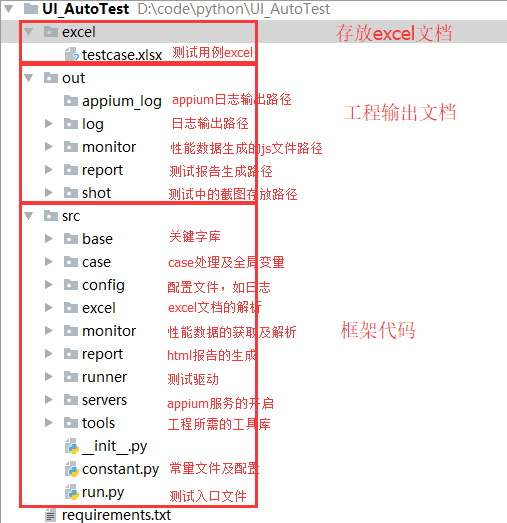 UI_AutoTest D:\code\python\UI_AutoTest
excel 存放excel文档
testcase.xlsx 测试用例excel
out
appium_log appium日志输出路径
工程输出文档
log 日志输出路径
monitor 性能数据生成的js文件路径
report 测试报告生成路径
shot 测试中的截图存放路径
src
base 关键字库
case case处理及全局变量
config 配置文件，如日志
excel excel文档的解析
monitor 性能数据的获取及解析 框架代码
report html报告的生成
runner 测试驱动
servers appium服务的开启
tools 工程所需的工具库
__init__.py
constant.py 常量文件及配置
run.py 测试入口文件
requirements.txt